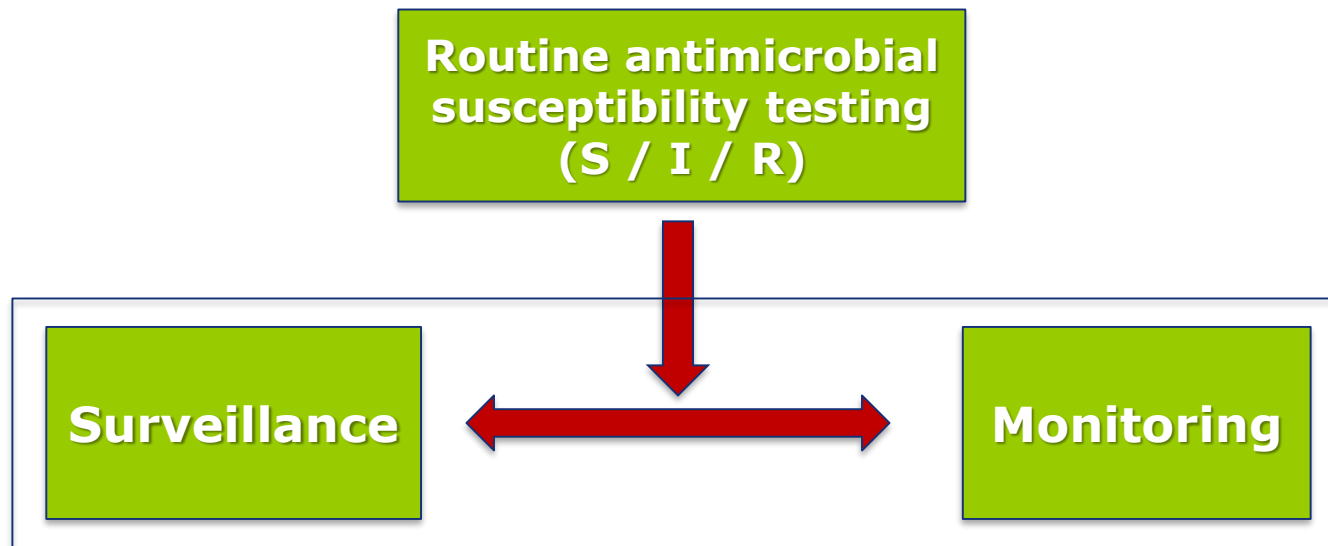 Routine antimicrobial
susceptibility testing
(S / I / R)
Surveillance
Monitoring